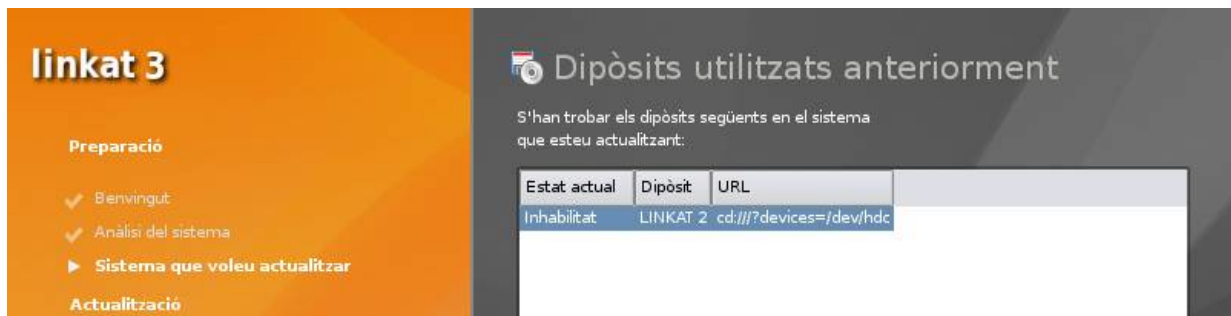 linkat 3
Preparació
Benvingut
Anàlisi del sistema
Sistema que voleu actualitzar
Actualització
Dipòsits utilitzats anteriorment
S'han trobar els dipòsits següents en el sistema
que esteu actualitzant:
Estat actual Dipòsit URL
Inhabilitat LINKAT 2 cd:///?devices=/dev/hdc